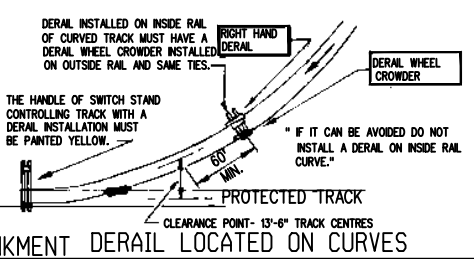 DERAIL INSTALLED ON INSIDE RAIL
OF CURVED TRACK MUST HAVE A
DERAIL WHEEL CROWDER INSTALLED
ON OUTSIDE RAIL AND SAME TIES.
RIGHT HAND
DERAIL
DERAIL WHEEL
CROWDER
THE HANDLE OF SWITCH STAND
CONTROLLING TRACK WITH A
DERAIL INSTALLATION MUST
BE PAINTED YELLOW.
" IF IT CAN BE AVOIDED DO NOT
INSTALL A DERAIL ON INSIDE RAIL
CURVE."
60'
MIN.
PROTECTED TRACK
CLEARANCE POINT- 13'-6" TRACK CENTRES
NKMENT DERAIL LOCATED ON CURVES